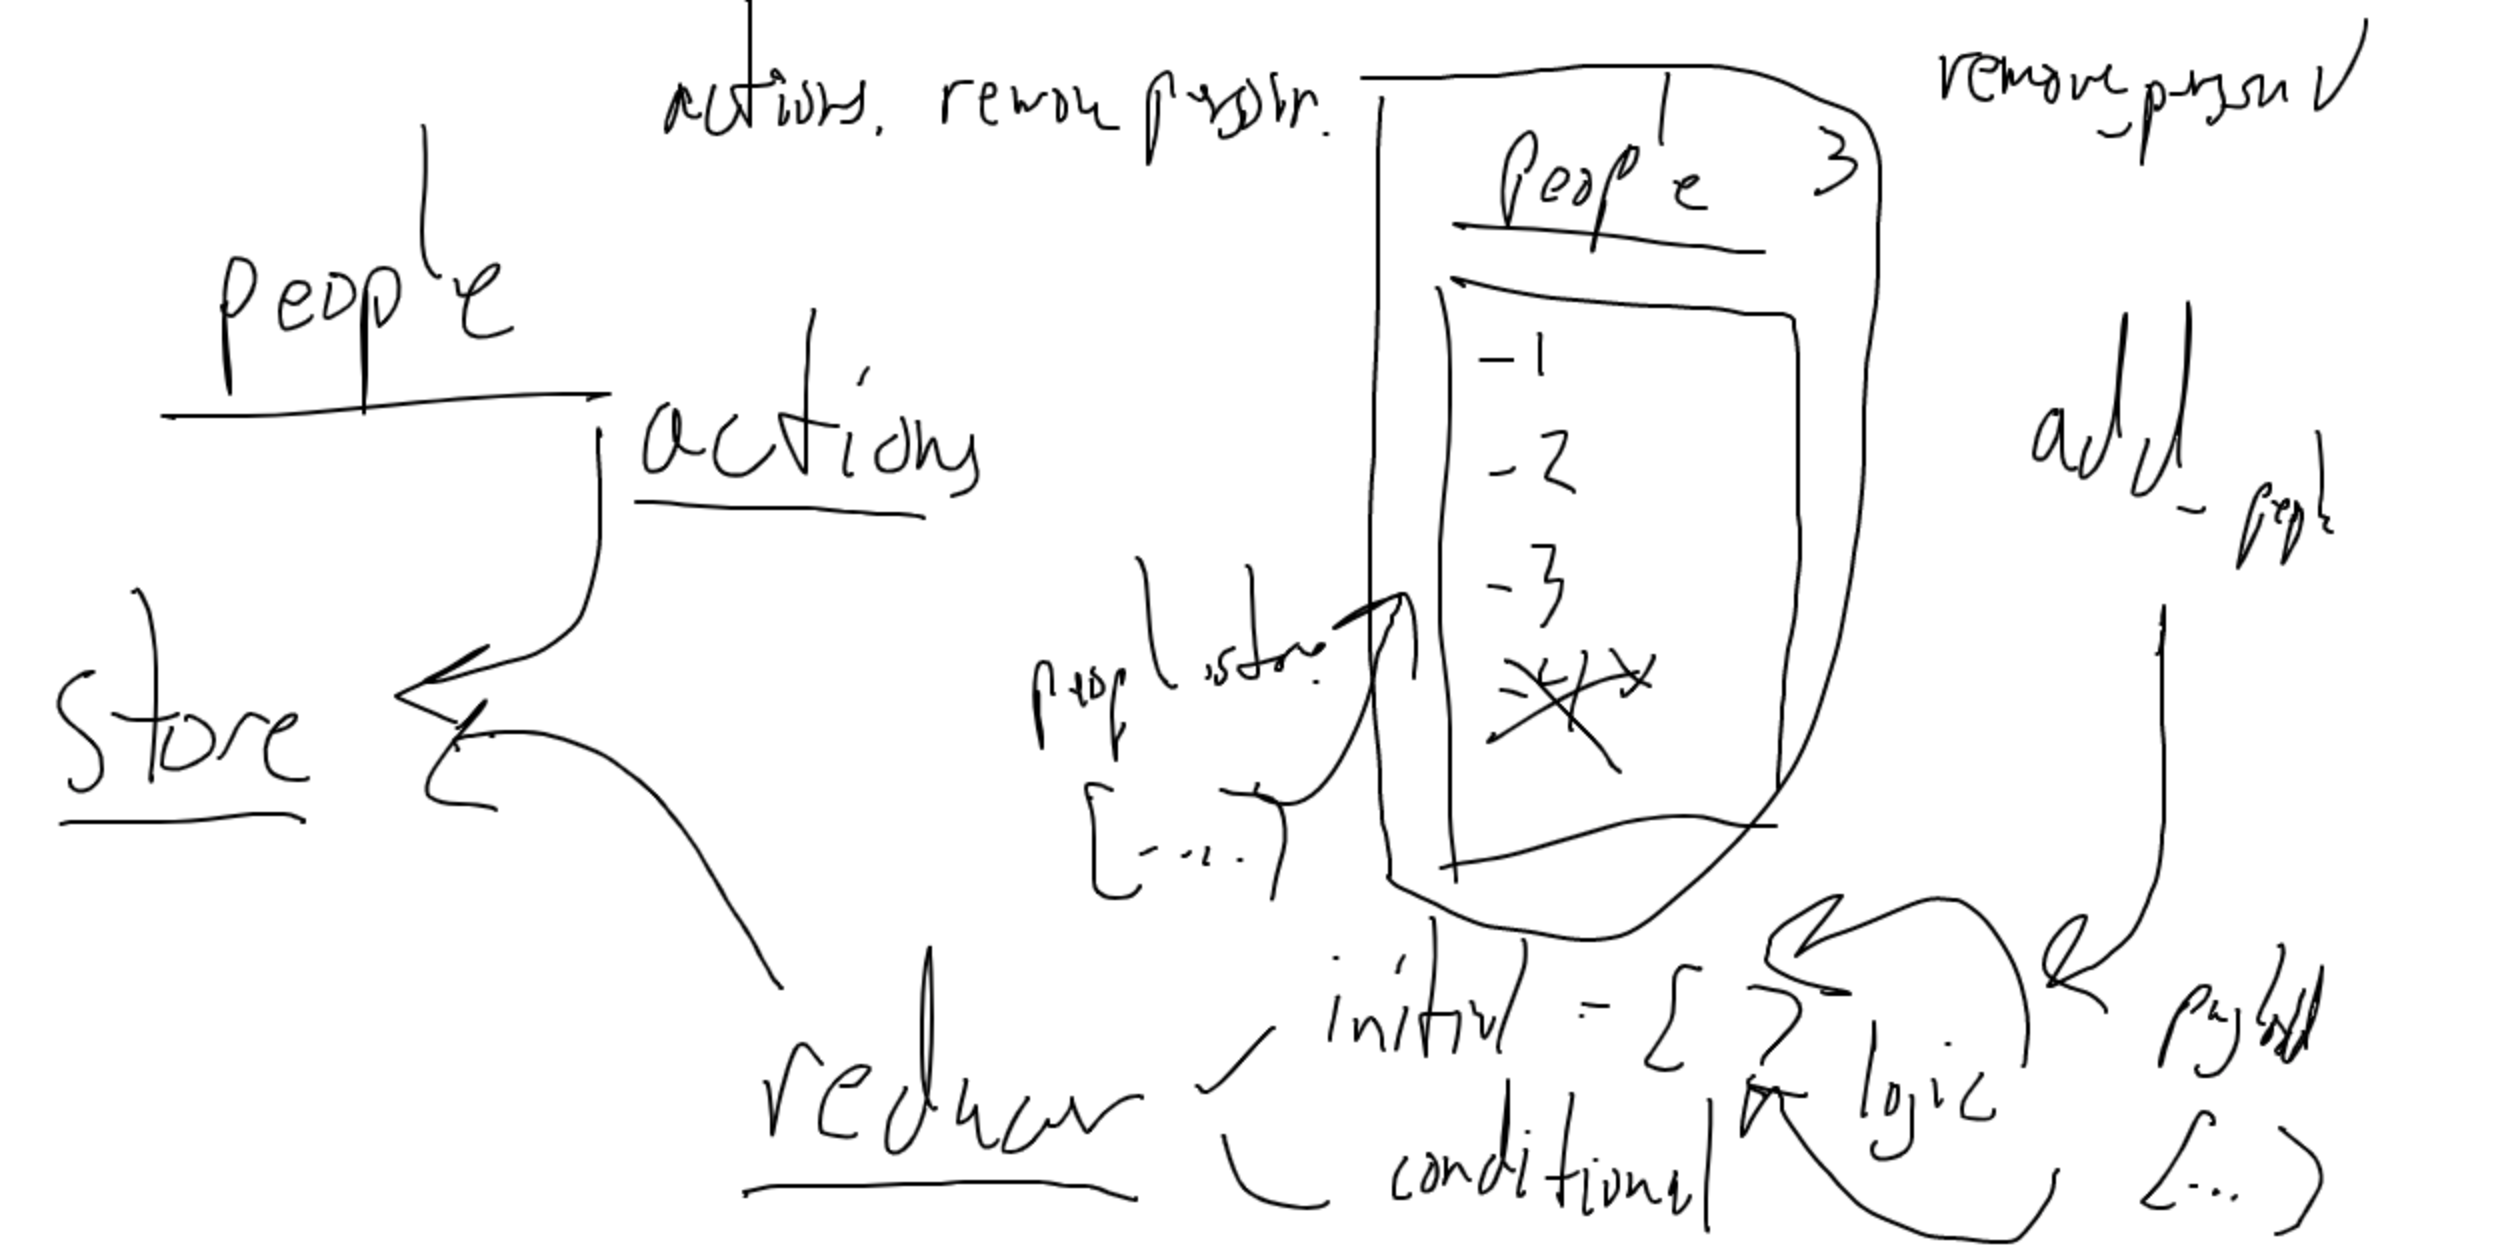 actions. remove person.
remove_person
people 3
people
-1
actions
-2
add_people
-3
people.store.
store
[....]
initial = { }
payload
reducer
logic
conditional
{...}